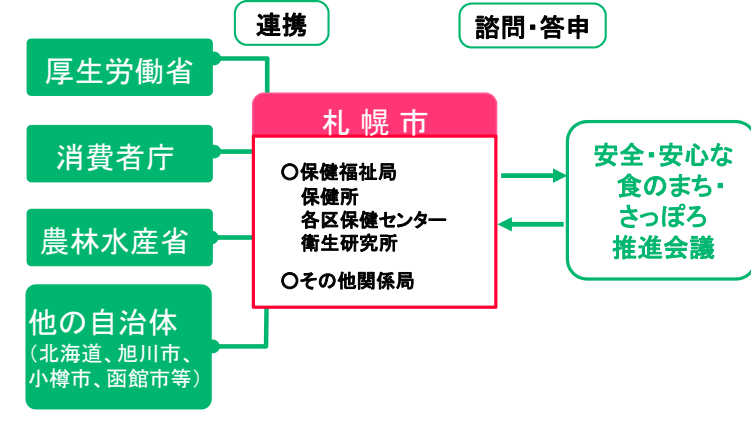 連携
諮問・答申
厚生労働省
消費者庁
農林水産省
他の自治体
（北海道、旭川市、
小樽市、函館市等）
札幌市
○保健福祉局
保健所
各区保健センター
衛生研究所
○その他関係局
安全・安心な
食のまち・
さっぽろ
推進会議